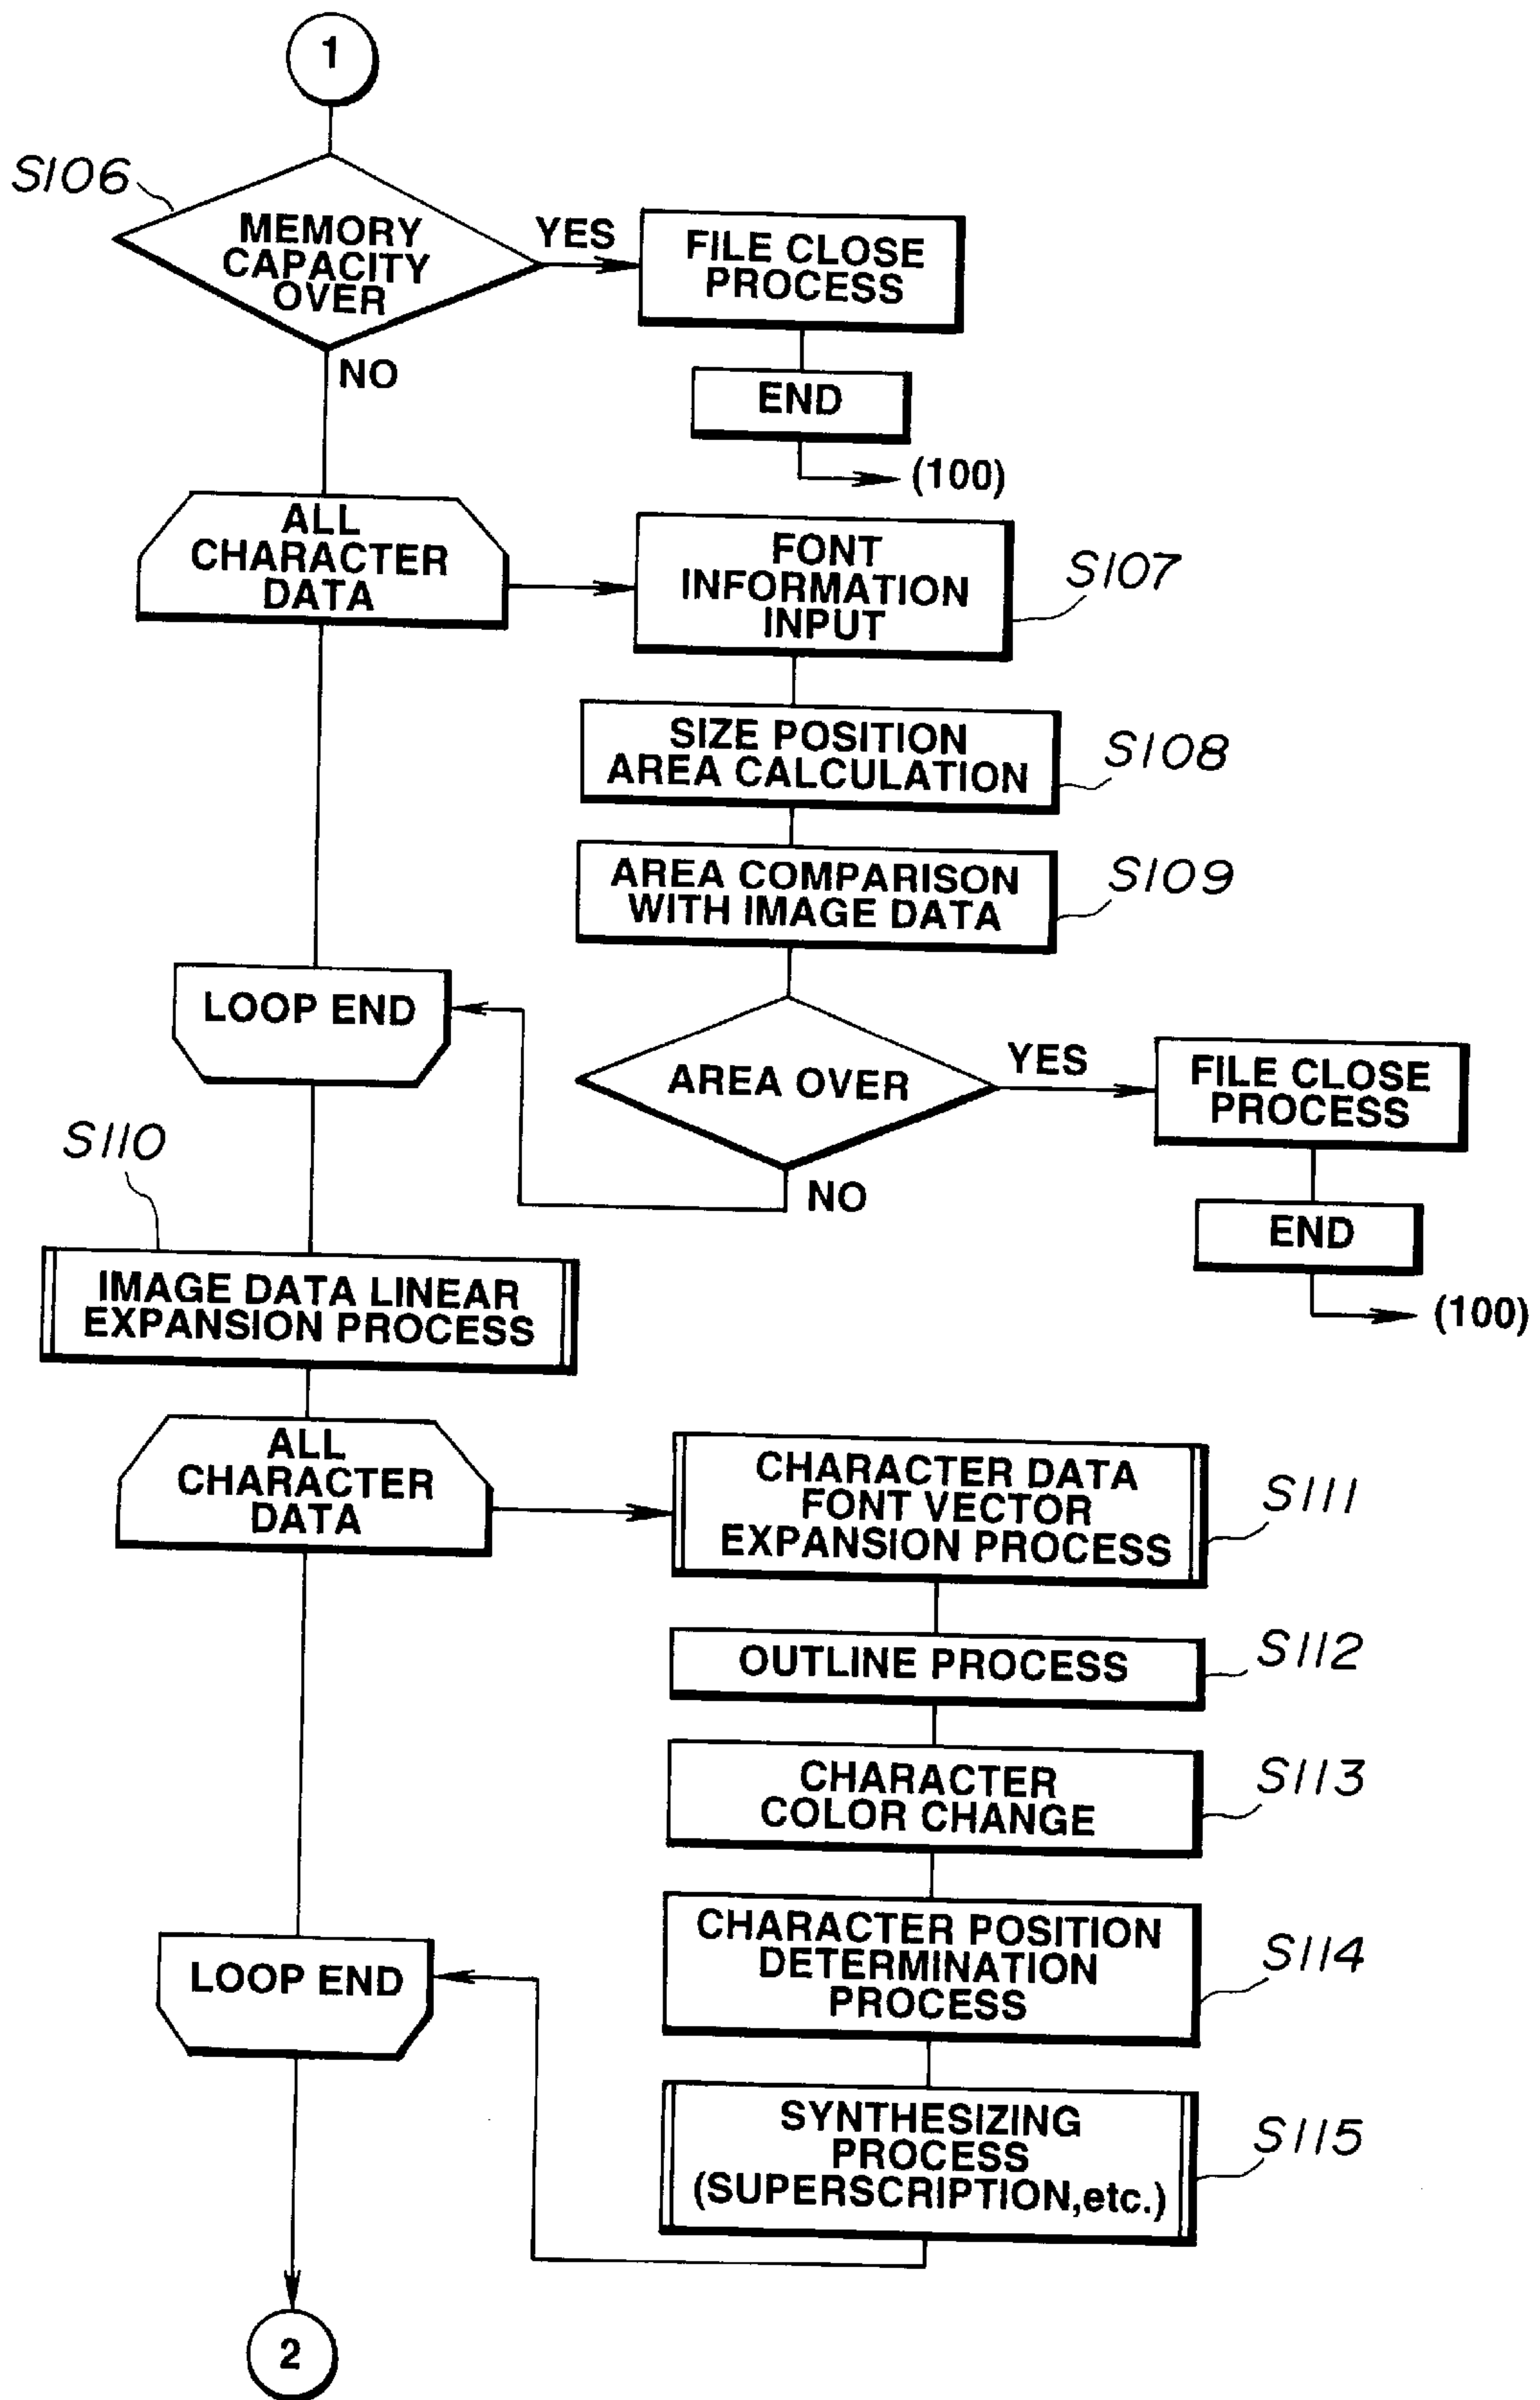 1
S106
MEMORY
CAPACITY
OVER
YES
FILE CLOSE
PROCESS
NO
END
(100)
ALL
CHARACTER
DATA
FONT
INFORMATION
INPUT
S107
SIZE POSITION
AREA CALCULATION
S108
AREA COMPARISON
WITH IMAGE DATA
S109
LOOP END
AREA OVER
YES
FILE CLOSE
PROCESS
NO
END
(100)
S110
IMAGE DATA LINEAR
EXPANSION PROCESS
ALL
CHARACTER
DATA
CHARACTER DATA
FONT VECTOR
EXPANSION PROCESS
S111
OUTLINE PROCESS
S112
CHARACTER
COLOR CHANGE
S113
CHARACTER POSITION
DETERMINATION
PROCESS
S114
LOOP END
SYNTHESIZING
PROCESS
(SUPERSCRIPTION,etc.)
S115
2